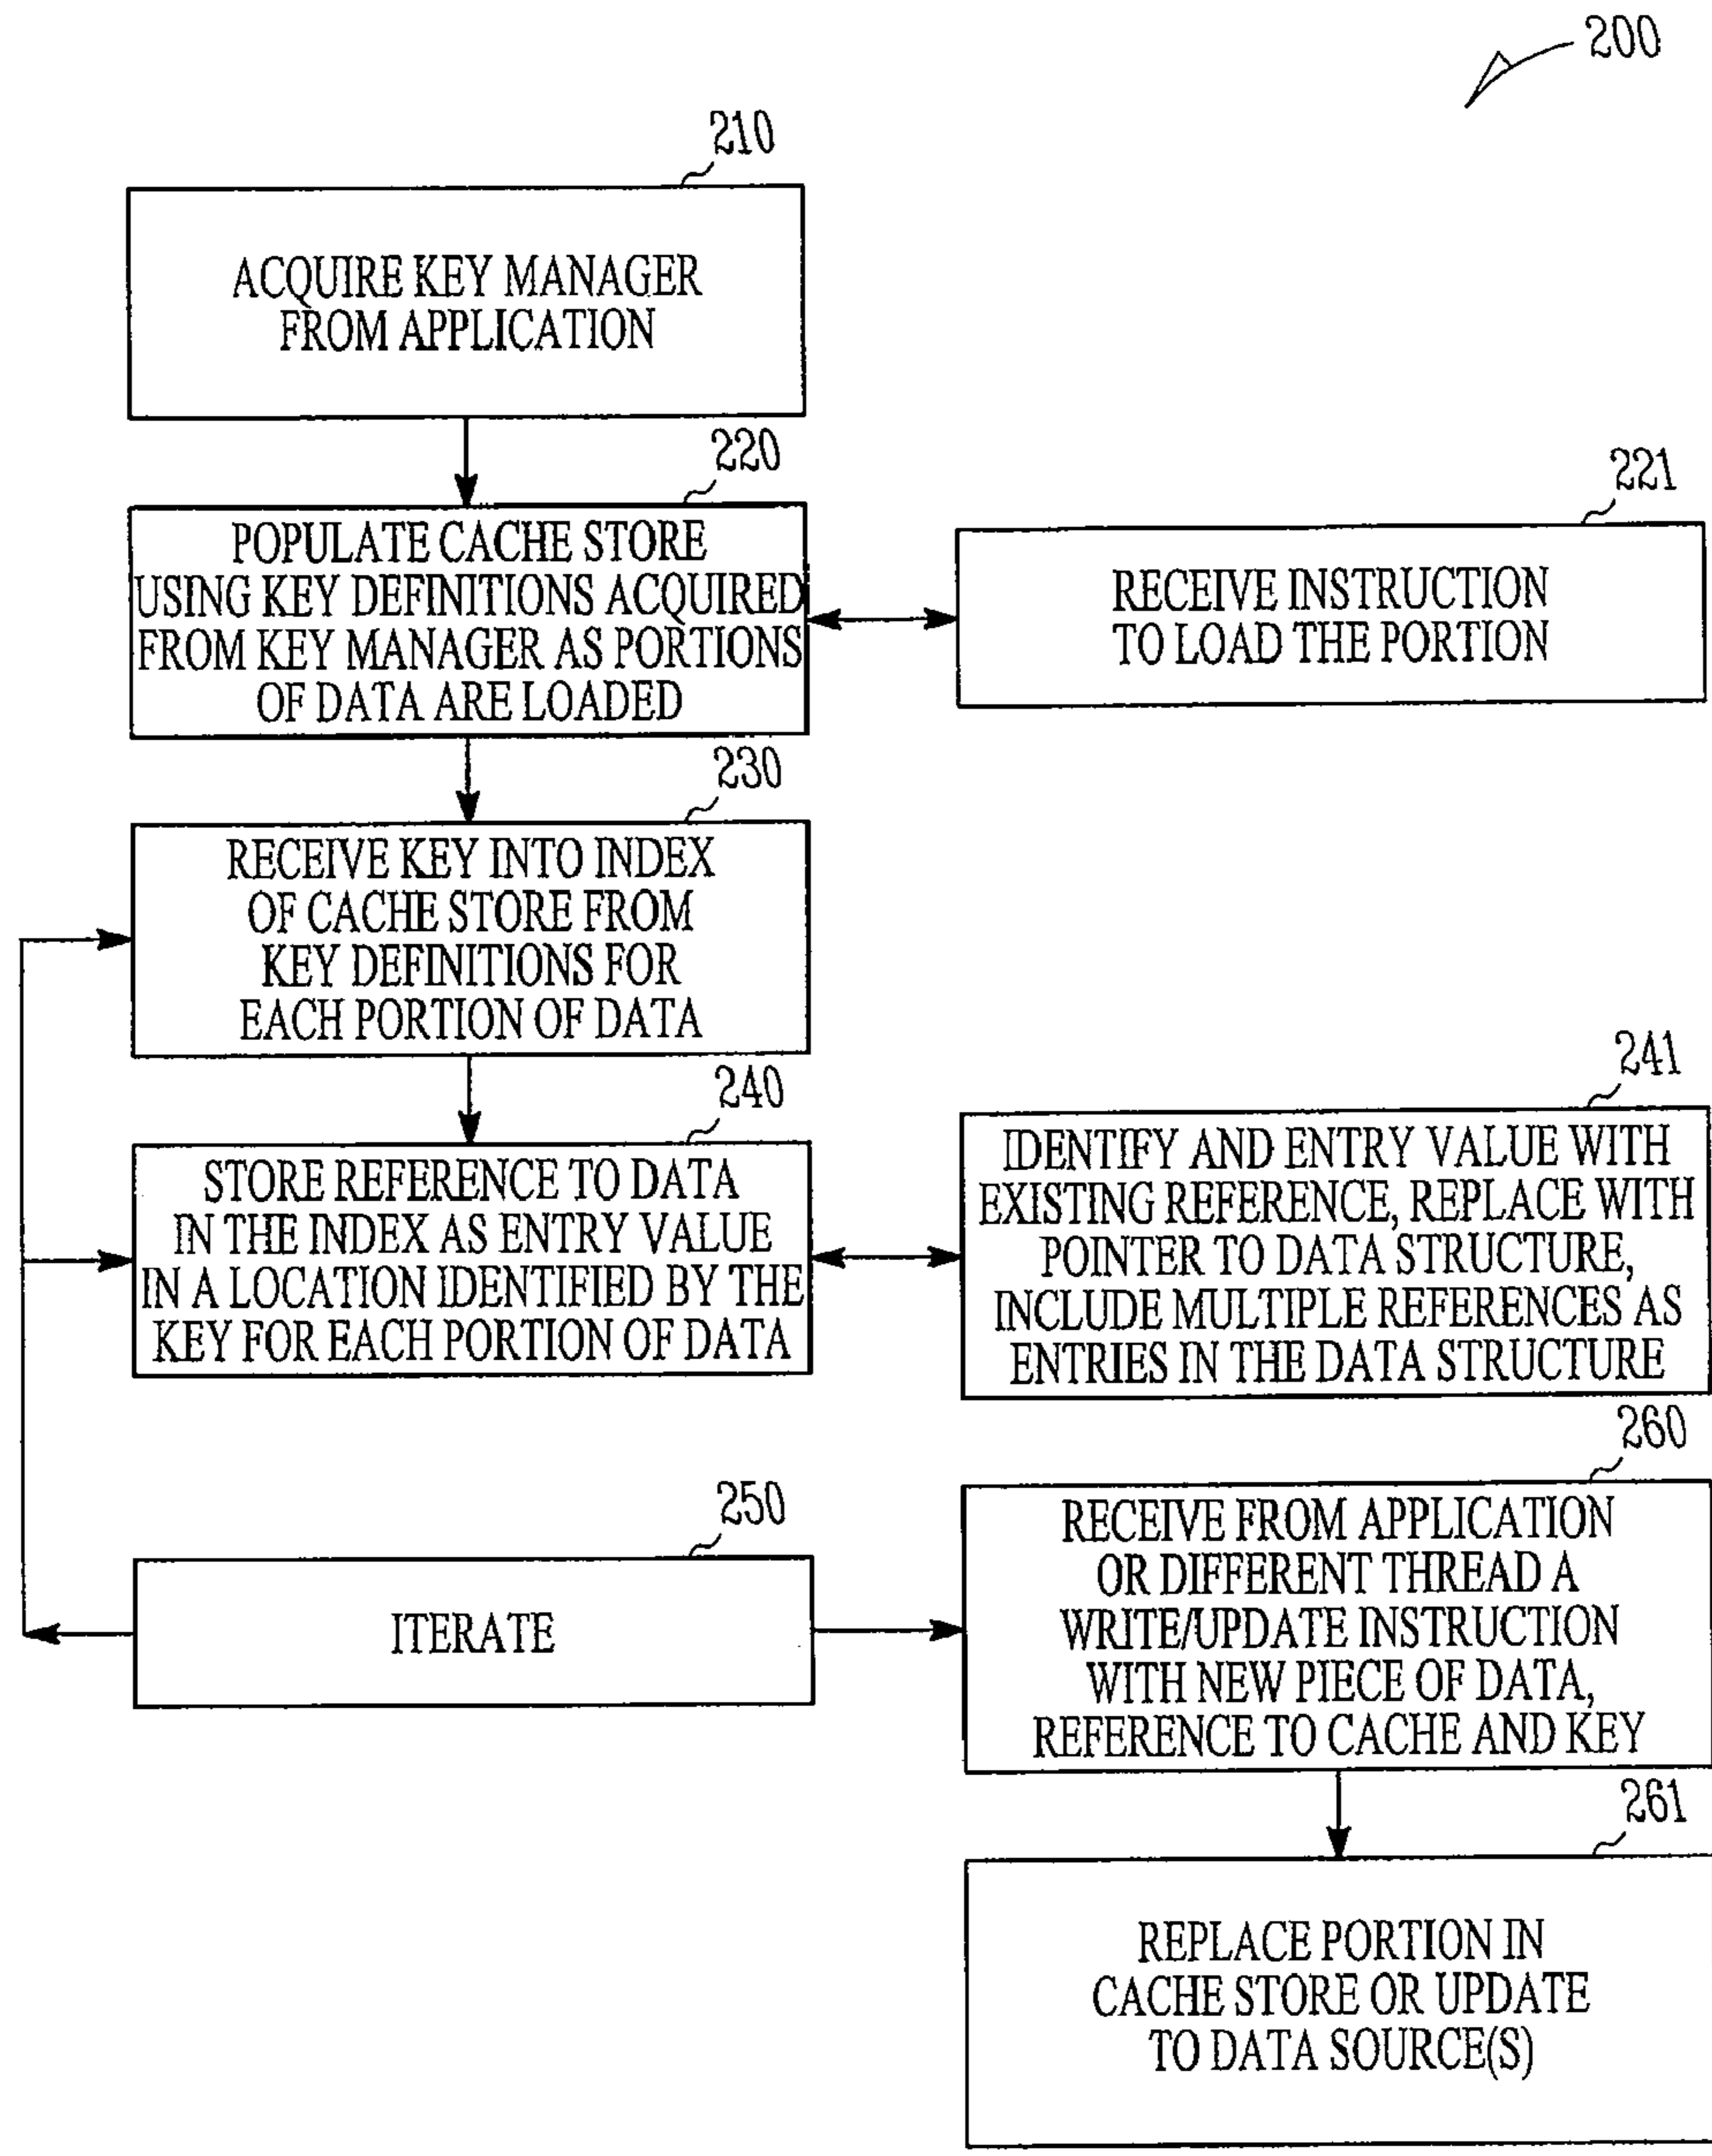 200
210
ACQUIRE KEY MANAGER
FROM APPLICATION
220
POPULATE CACHE STORE
USING KEY DEFINITIONS ACQUIRED
FROM KEY MANAGER AS PORTIONS
OF DATA ARE LOADED
221
RECEIVE INSTRUCTION
TO LOAD THE PORTION
230
RECEIVE KEY INTO INDEX
OF CACHE STORE FROM
KEY DEFINITIONS FOR
EACH PORTION OF DATA
240
STORE REFERENCE TO DATA
IN THE INDEX AS ENTRY VALUE
IN A LOCATION IDENTIFIED BY THE
KEY FOR EACH PORTION OF DATA
241
IDENTIFY AND ENTRY VALUE WITH
EXISTING REFERENCE, REPLACE WITH
POINTER TO DATA STRUCTURE,
INCLUDE MULTIPLE REFERENCES AS
ENTRIES IN THE DATA STRUCTURE
250
ITERATE
260
RECEIVE FROM APPLICATION
OR DIFFERENT THREAD A
WRITE/UPDATE INSTRUCTION
WITH NEW PIECE OF DATA,
REFERENCE TO CACHE AND KEY
261
REPLACE PORTION IN
CACHE STORE OR UPDATE
TO DATA SOURCE(S)